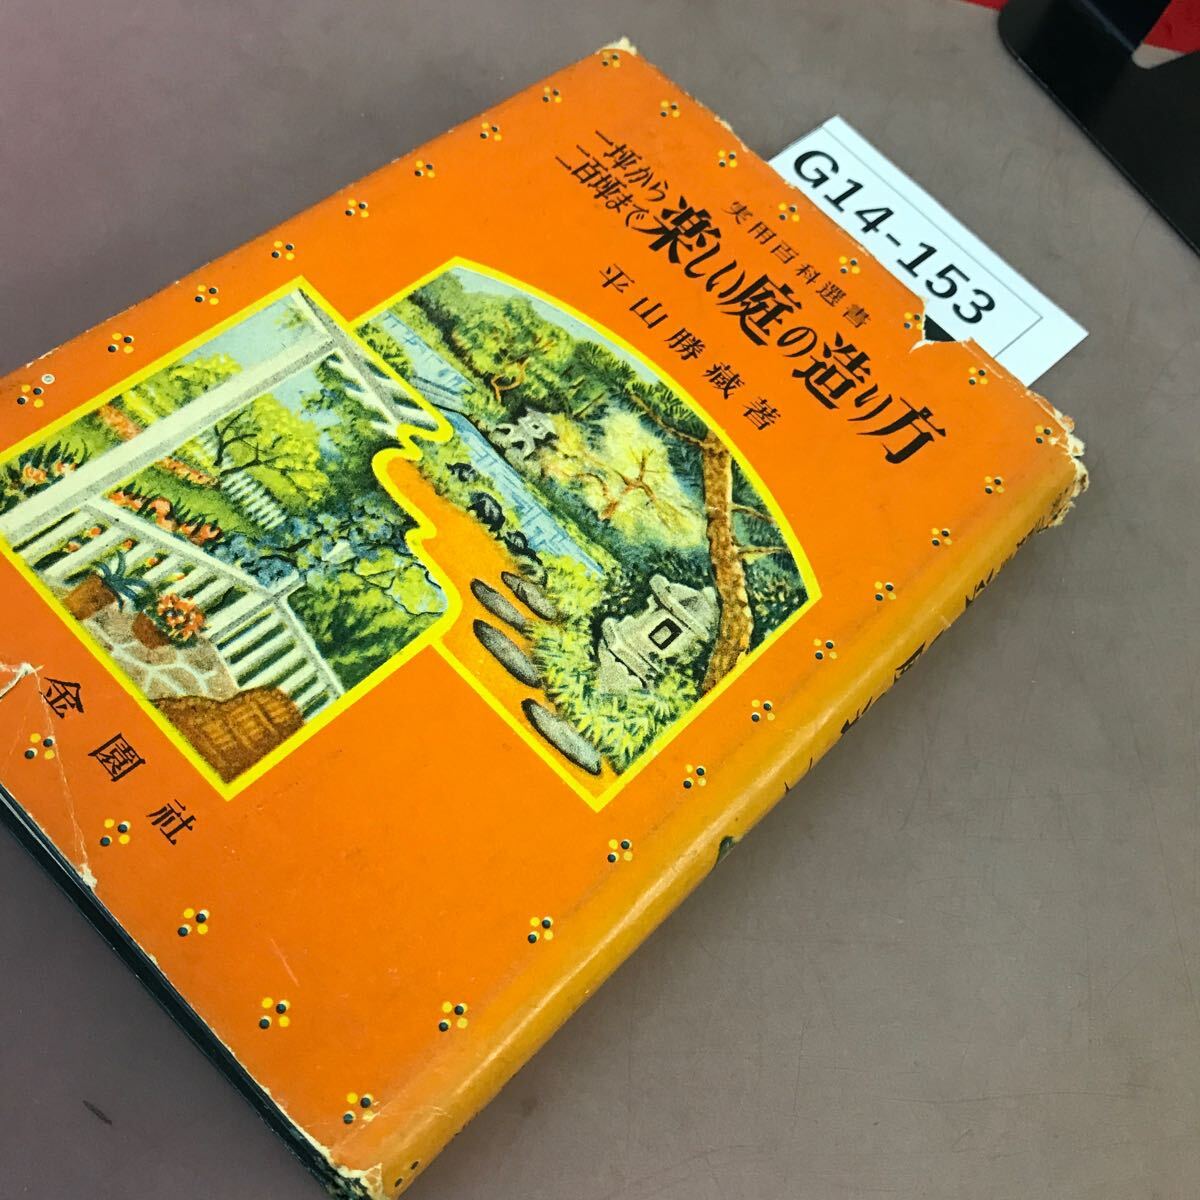 実用百科選書
一坪から
二百坪まで
楽しい庭の造り方
平山勝蔵著
金園社
G14-153